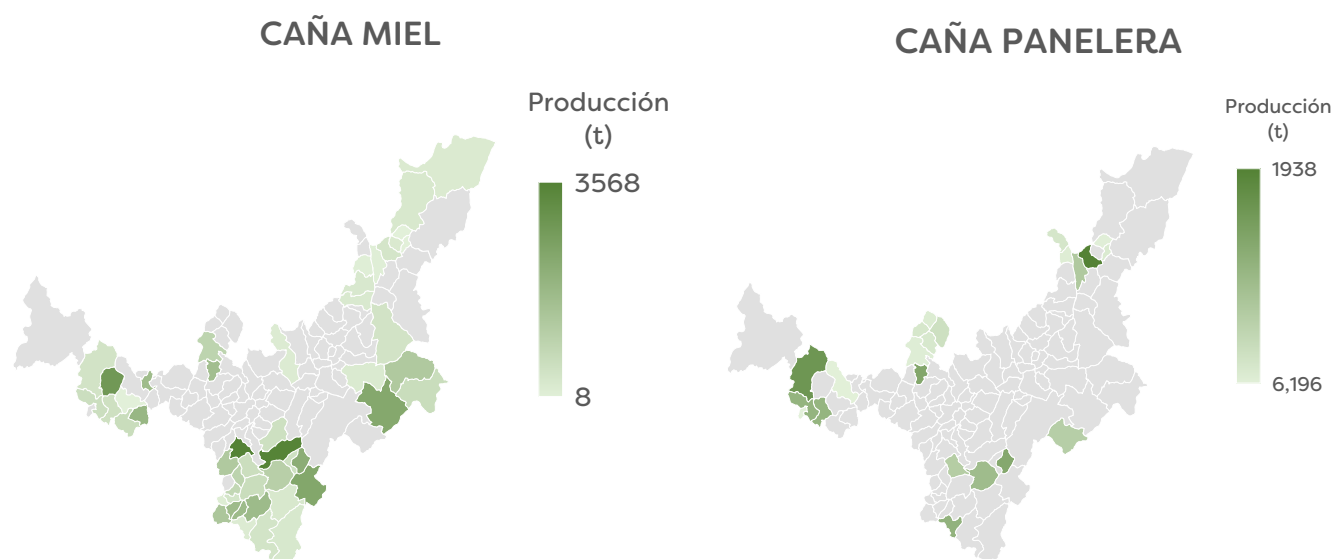 CAÑA MIEL
Producción
(t)
3568
8
CAÑA PANELERA
Producción
(t)
1938
6,196